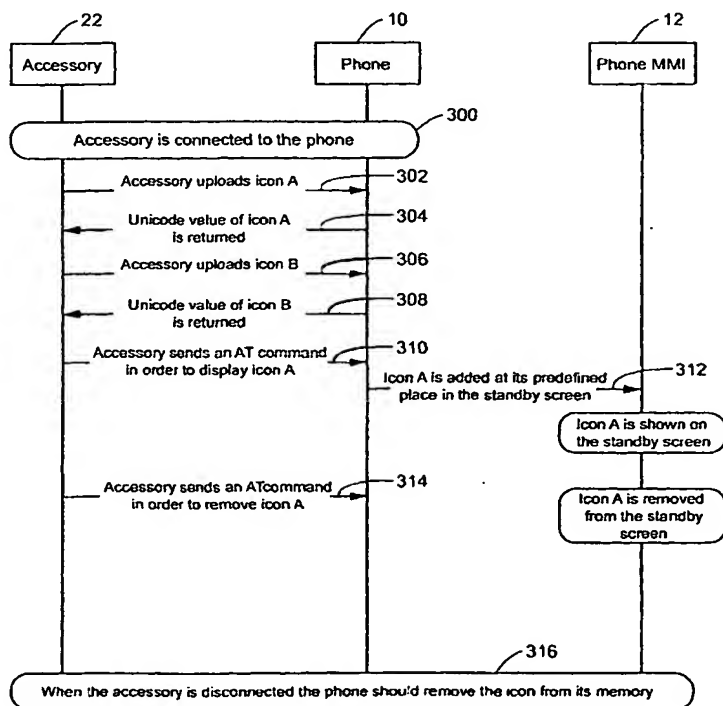 22
10
12
Accessory
Phone
Phone MMI
300
Accessory is connected to the phone
Accessory uploads icon A
302
Unicode value of icon A
is returned
304
Accessory uploads icon B
306
Unicode value of icon B
is returned
308
Accessory sends an AT command
in order to display icon A
310
Icon A is added at its predefined
place in the standby screen
312
Icon A is shown on
the standby screen
Accessory sends an ATcommand
in order to remove icon A
314
Icon A is removed
from the standby
screen
316
When the accessory is disconnected the phone should remove the icon from its memory